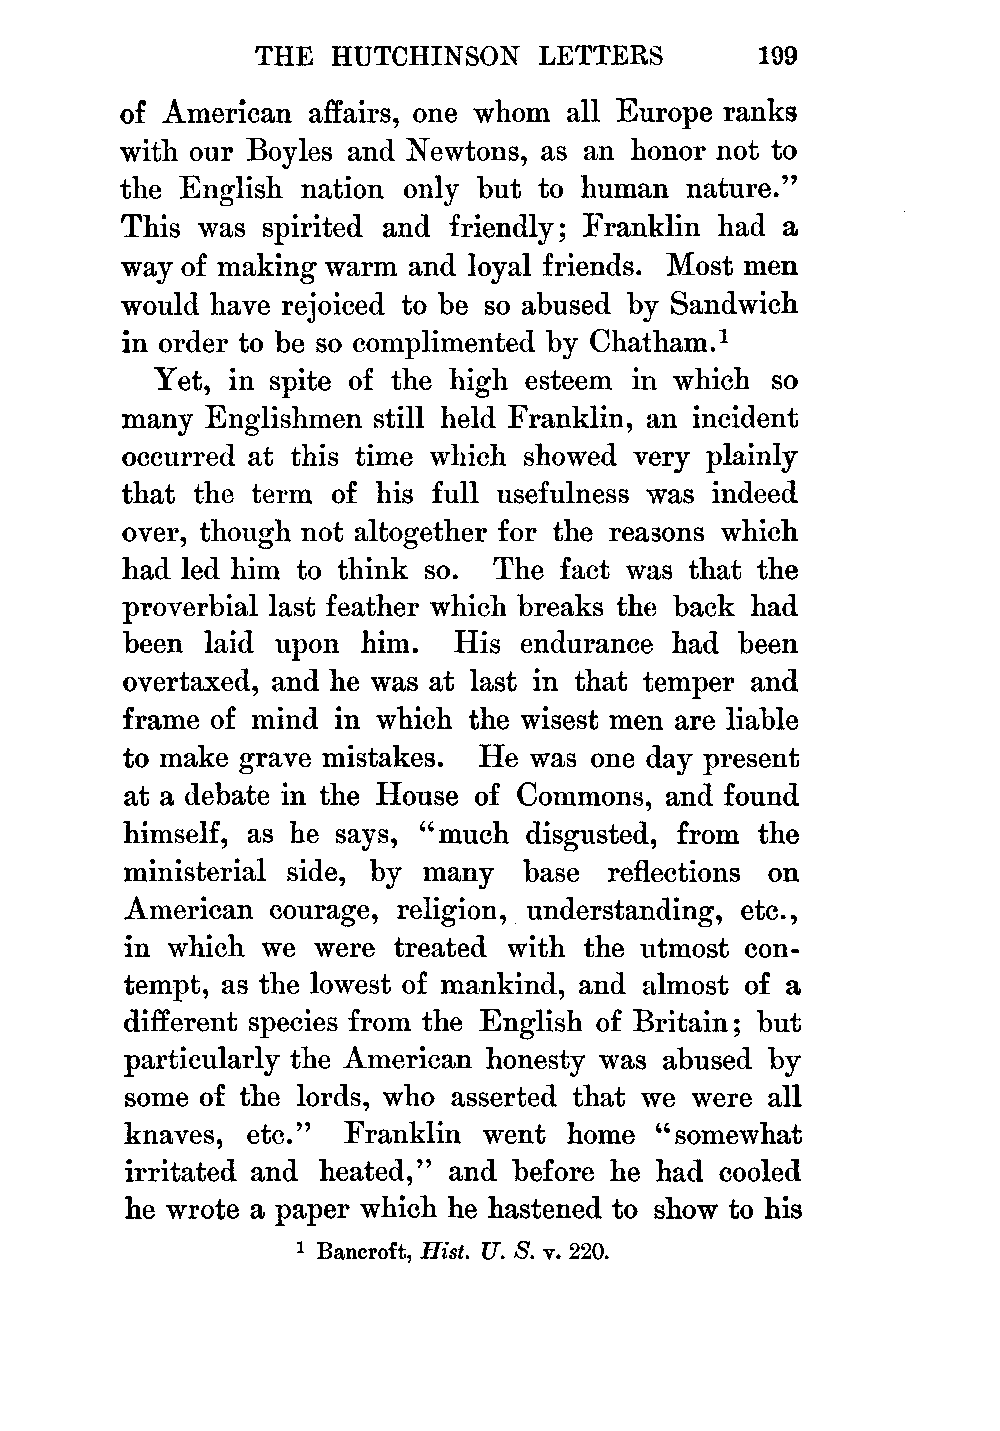 THE HUTCHINSON LETTERS 199
of American affairs, one whom all Europe ranks
with our Boyles and Newtons, as an honor not to
the English nation only but to human nature.”
This was spirited and friendly; Franklin had a
way of making warm and loyal friends. Most men
would have rejoiced to be so abused by Sandwich
in order to be so complimented by Chatham.¹
Yet, in spite of the high esteem in which so
many Englishmen still held Franklin, an incident
occurred at this time which showed very plainly
that the term of his full usefulness was indeed
over, though not altogether for the reasons which
had led him to think so. The fact was that the
proverbial last feather which breaks the back had
been laid upon him. His endurance had been
overtaxed, and he was at last in that temper and
frame of mind in which the wisest men are liable
to make grave mistakes. He was one day present
at a debate in the House of Commons, and found
himself, as he says, “much disgusted, from the
ministerial side, by many base reflections on
American courage, religion, understanding, etc.,
in which we were treated with the utmost con-
tempt, as the lowest of mankind, and almost of a
different species from the English of Britain; but
particularly the American honesty was abused by
some of the lords, who asserted that we were all
knaves, etc.” Franklin went home “somewhat
irritated and heated,” and before he had cooled
he wrote a paper which he hastened to show to his
¹ Bancroft, Hist. U. S. v. 220.